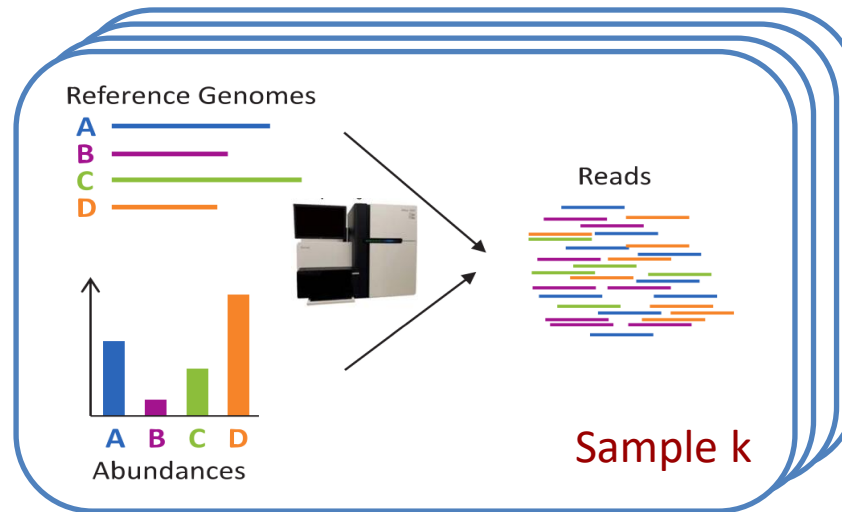 Reference Genomes
A
B
C
D
Reads
A B C D
Abundances
Sample k